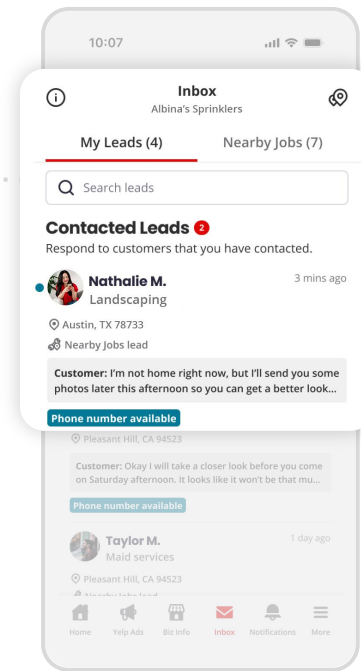 10:07
Inbox
Albina's Sprinklers
My Leads (4)
Nearby Jobs (7)
Search leads
Contacted Leads 2
Respond to customers that you have contacted.
Nathalie M.
3 mins ago
Landscaping
Austin, TX 78733
Nearby Jobs lead
Customer: I'm not home right now, but I'll send you some
photos later this afternoon so you can get a better look...
Phone number available
Pleasant Hill, CA 94523
Customer: Okay I will take a closer look before you come
on Saturday afternoon. It looks like it won't be that mu...
Phone number available
Taylor M.
1 day ago
Maid services
Pleasant Hill, CA 94523
Nearby Jobs lead
Home
Yelp Ads
Biz Info
Inbox
Notifications
More